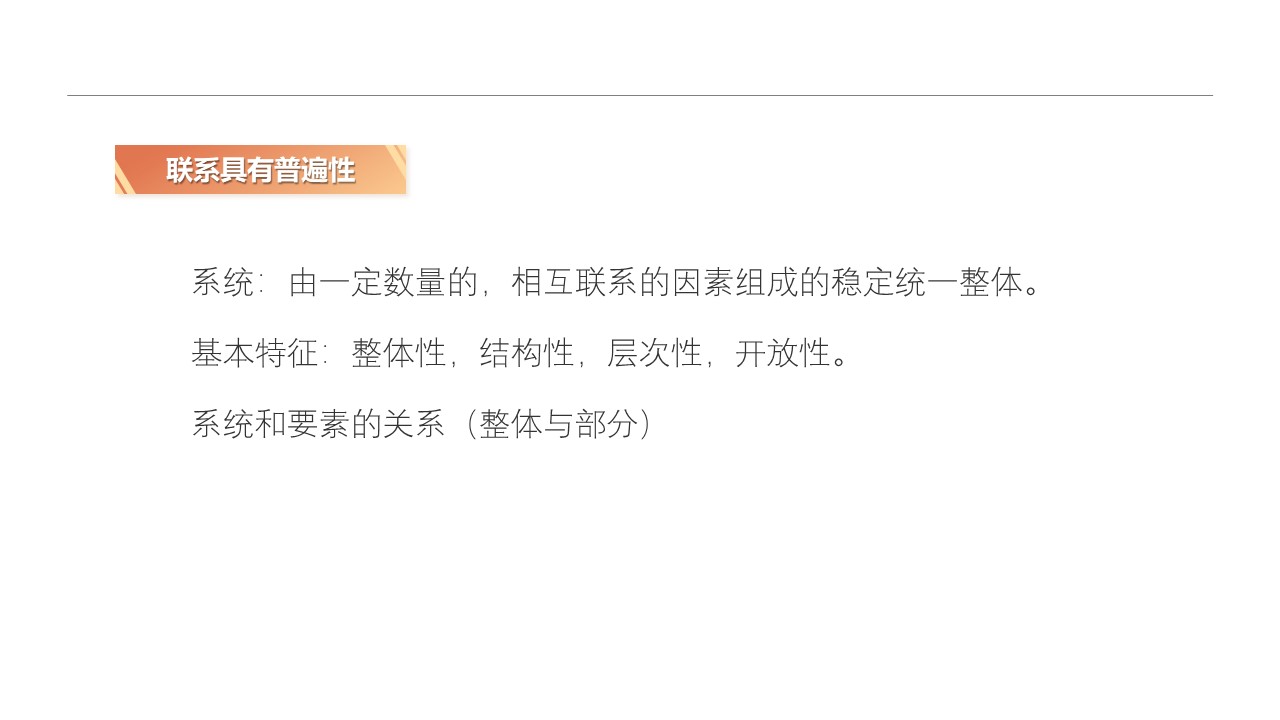 联系具有普遍性
系统：由一定数量的，相互联系的因素组成的稳定统一整体。
基本特征：整体性，结构性，层次性，开放性。
系统和要素的关系（整体与部分）